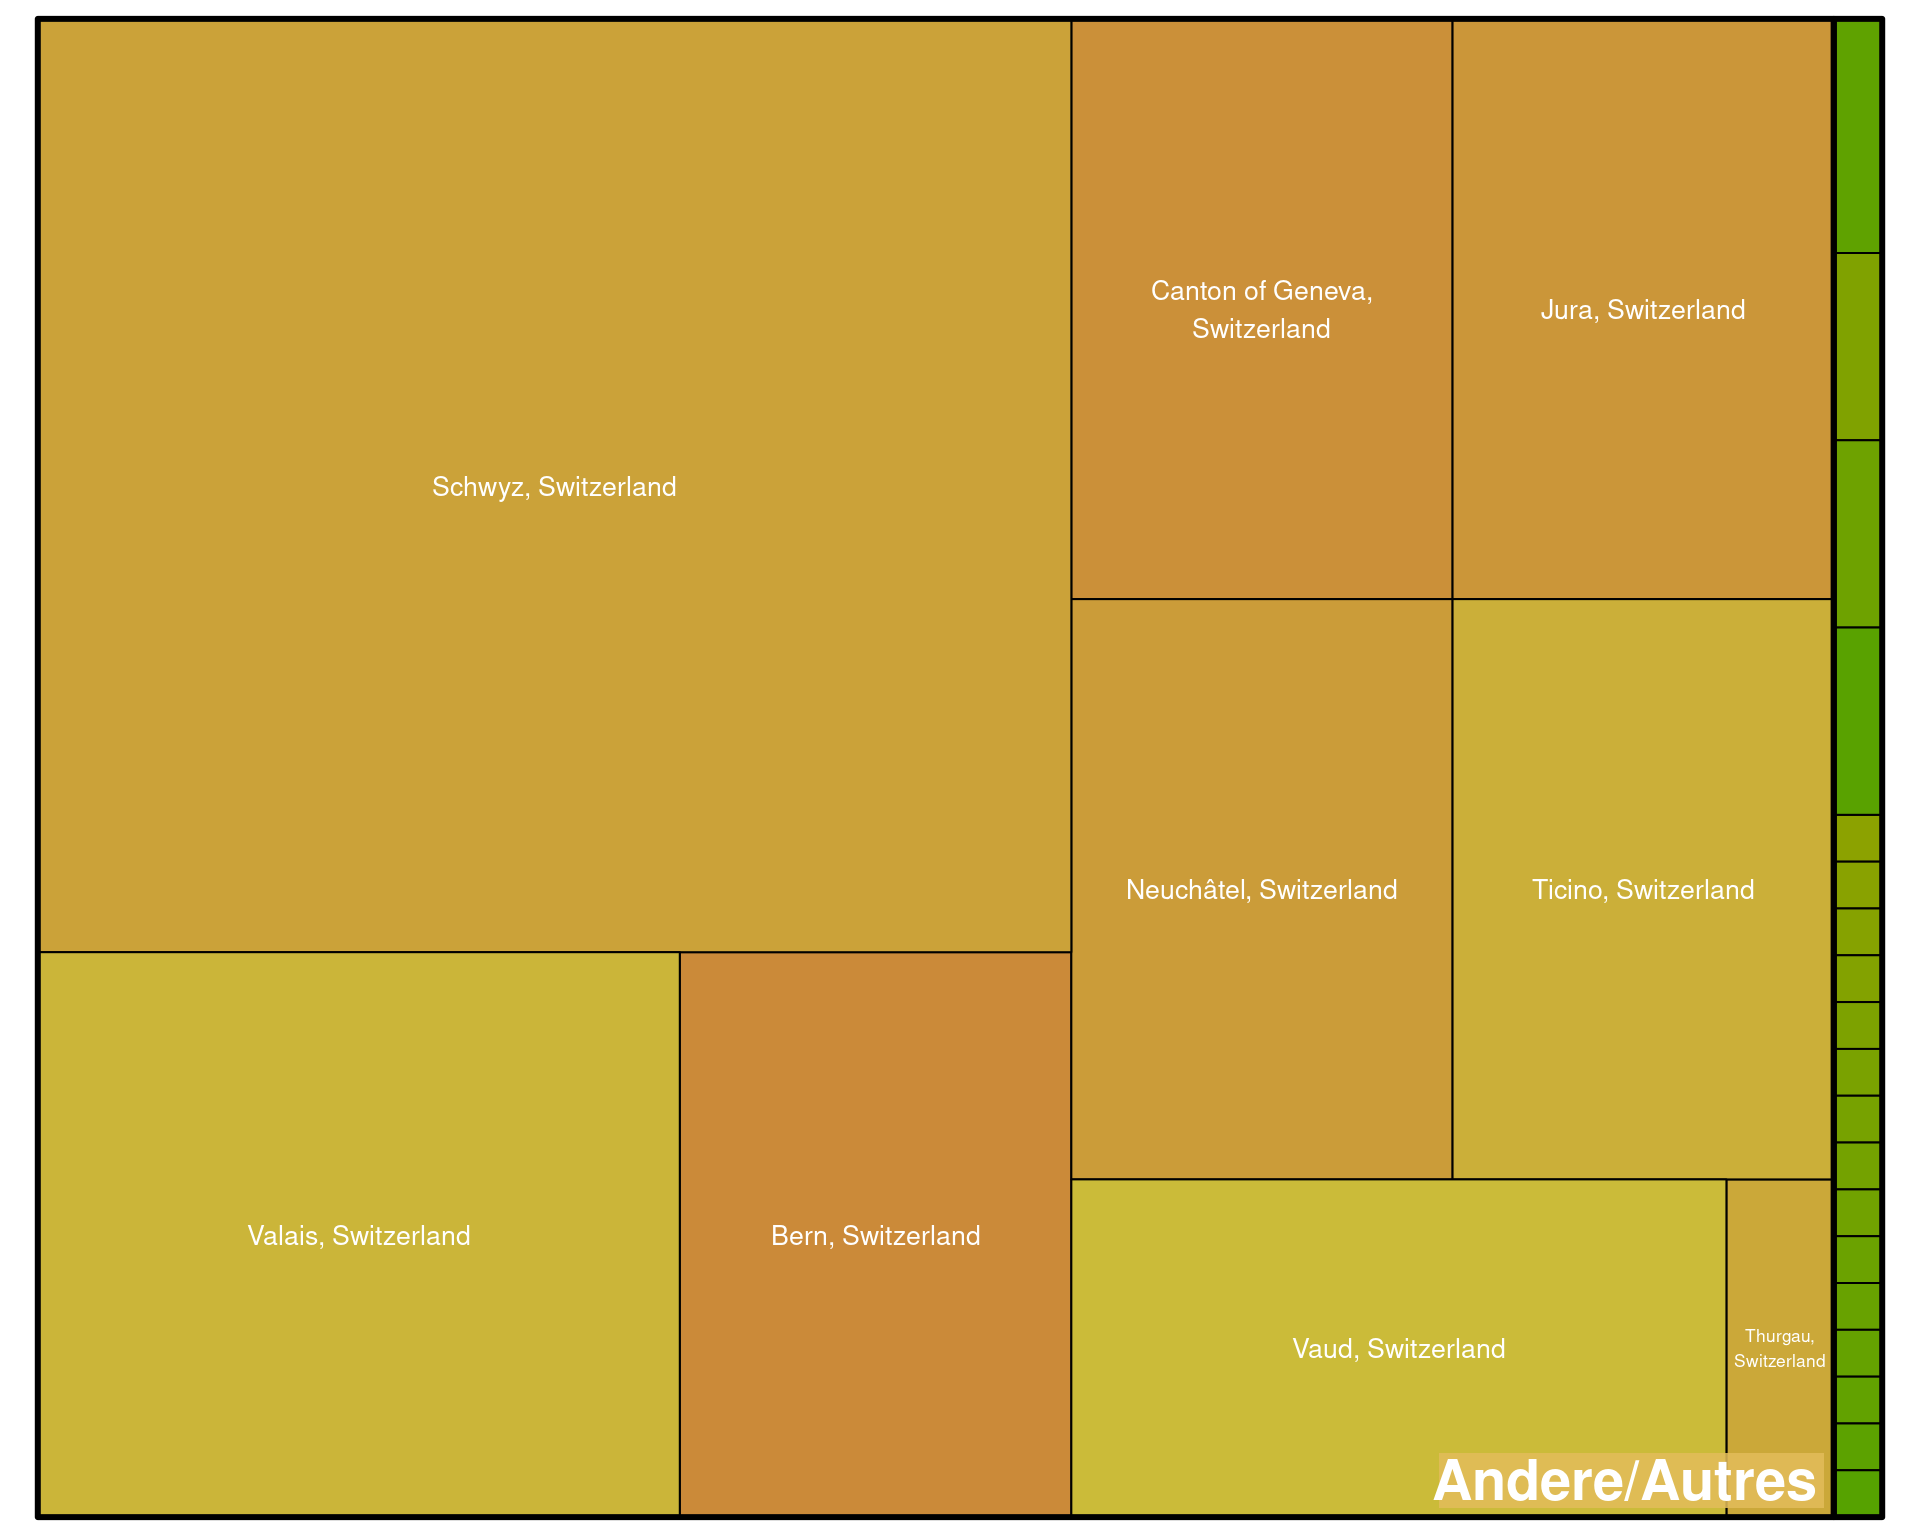 Canton of Geneva,
Switzerland
Jura, Switzerland
Schwyz, Switzerland
Neuchâtel, Switzerland
Ticino, Switzerland
Valais, Switzerland
Bern, Switzerland
Vaud, Switzerland
Thurgau,
Switzerland
Andere/Autres